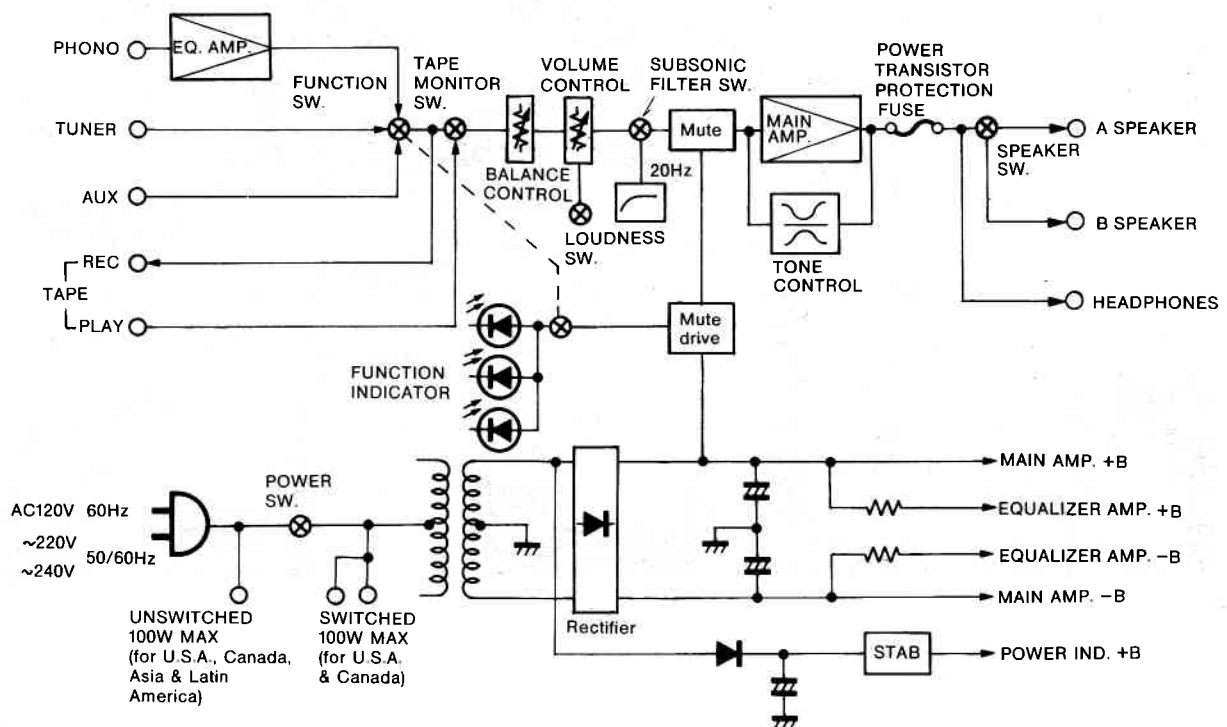 PHONO
EQ. AMP.
FUNCTION
SW.
TAPE
MONITOR
SW.
VOLUME
CONTROL
SUBSONIC
FILTER SW.
POWER
TRANSISTOR
PROTECTION
FUSE
TUNER
Mute
MAIN
AMP.
A SPEAKER
SPEAKER
SW.
BALANCE
CONTROL
20Hz
AUX
LOUDNESS
SW.
TONE
CONTROL
B SPEAKER
REC
TAPE
PLAY
HEADPHONES
Mute
drive
FUNCTION
INDICATOR
MAIN AMP. +B
POWER
SW.
AC120V 60Hz
~220V
50/60Hz
~240V
EQUALIZER AMP. +B
EQUALIZER AMP. −B
MAIN AMP. −B
UNSWITCHED
100W MAX
(for U.S.A., Canada,
Asia & Latin
America)
SWITCHED
100W MAX
(for U.S.A.
& Canada)
Rectifier
STAB
POWER IND. +B